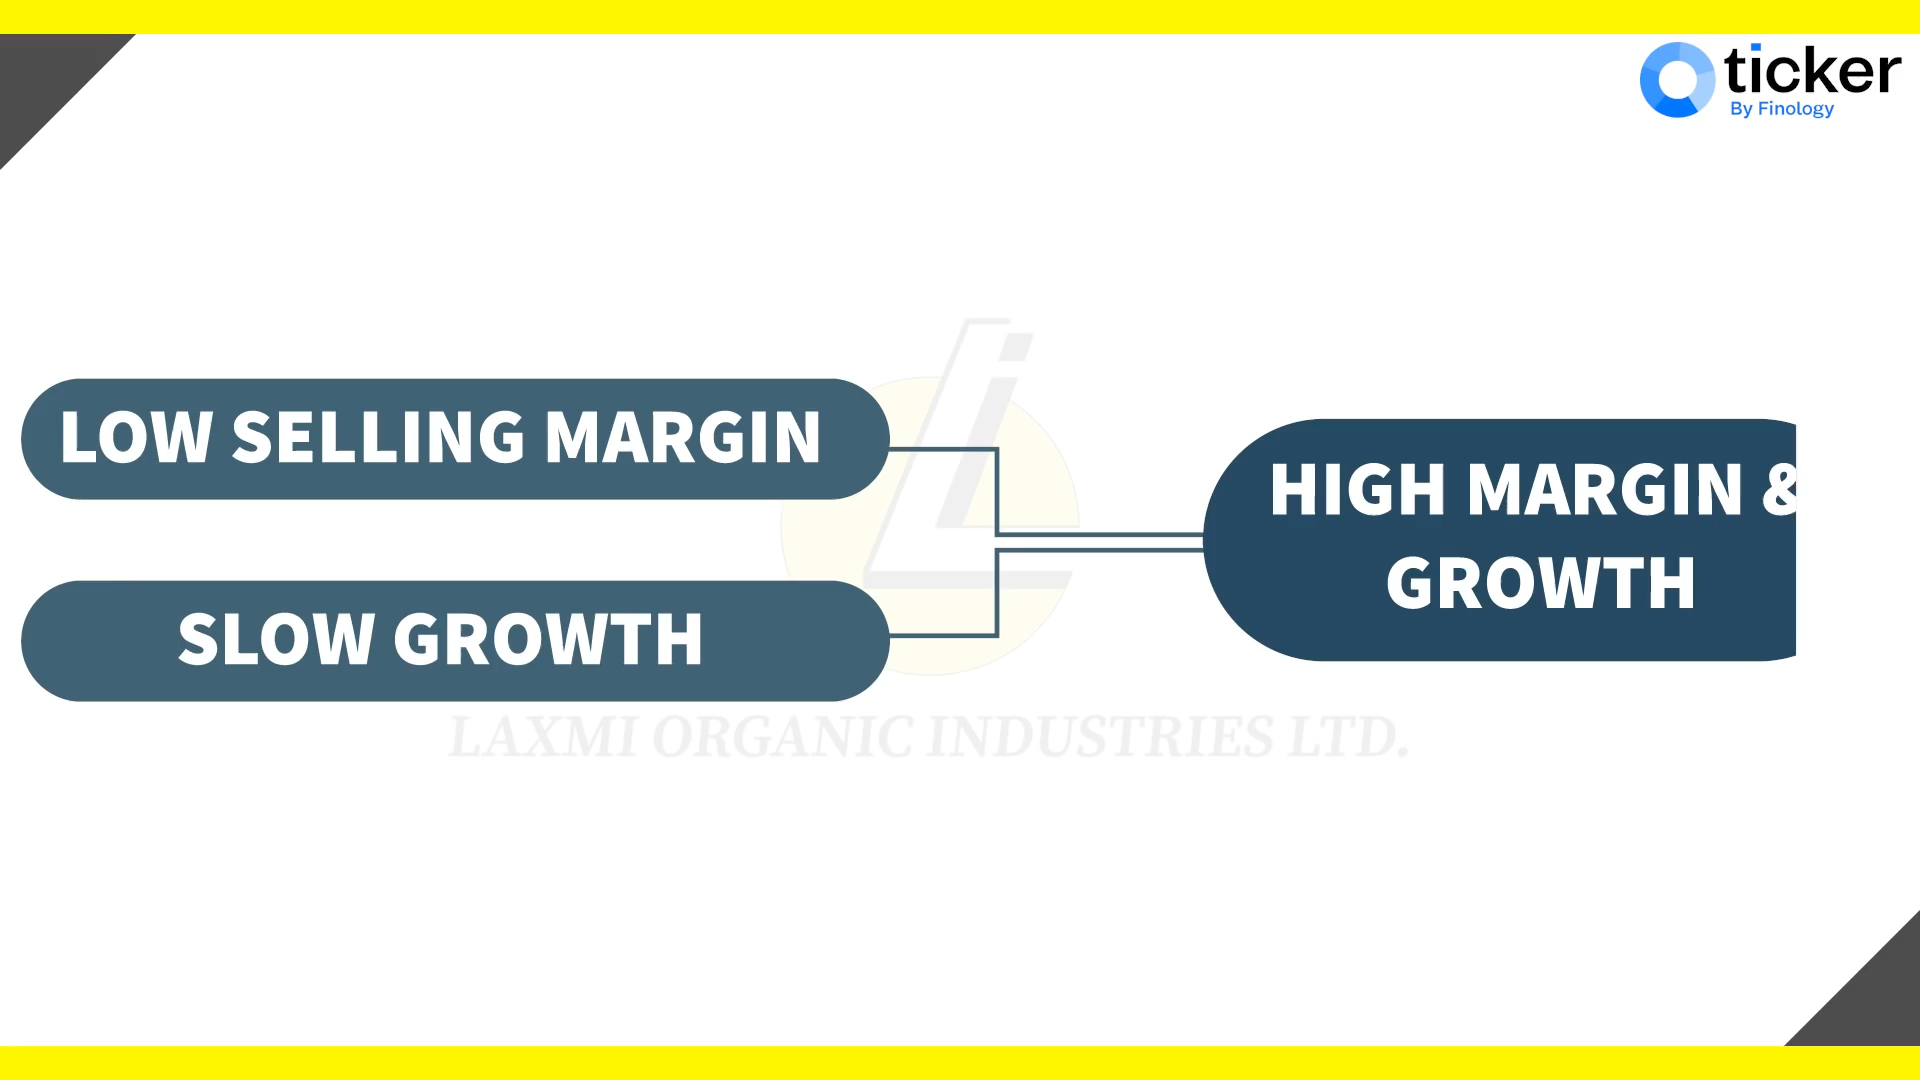 ticker
By Finology
LOW SELLING MARGIN
SLOW GROWTH
HIGH MARGIN &
GROWTH
LAXMI ORGANIC INDUSTRIES LTD.